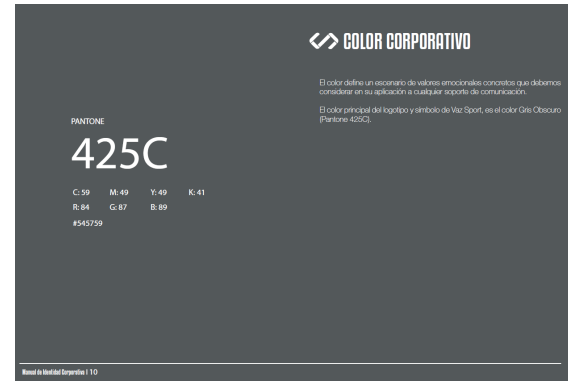 COLOR CORPORATIVO
El color define un escenario de valores emocionales concretos que debemos
considerar en su aplicación a cualquier soporte de comunicación.
El color principal del logotipo y símbolo de Vaz Sport, es el color Gris Obscuro
(Pantone 425C).
PANTONE
425C
C: 59 M: 49 Y: 49 K: 41
R: 84 G: 87 B: 89
#545759
Manual de Identidad Corporativa I 10